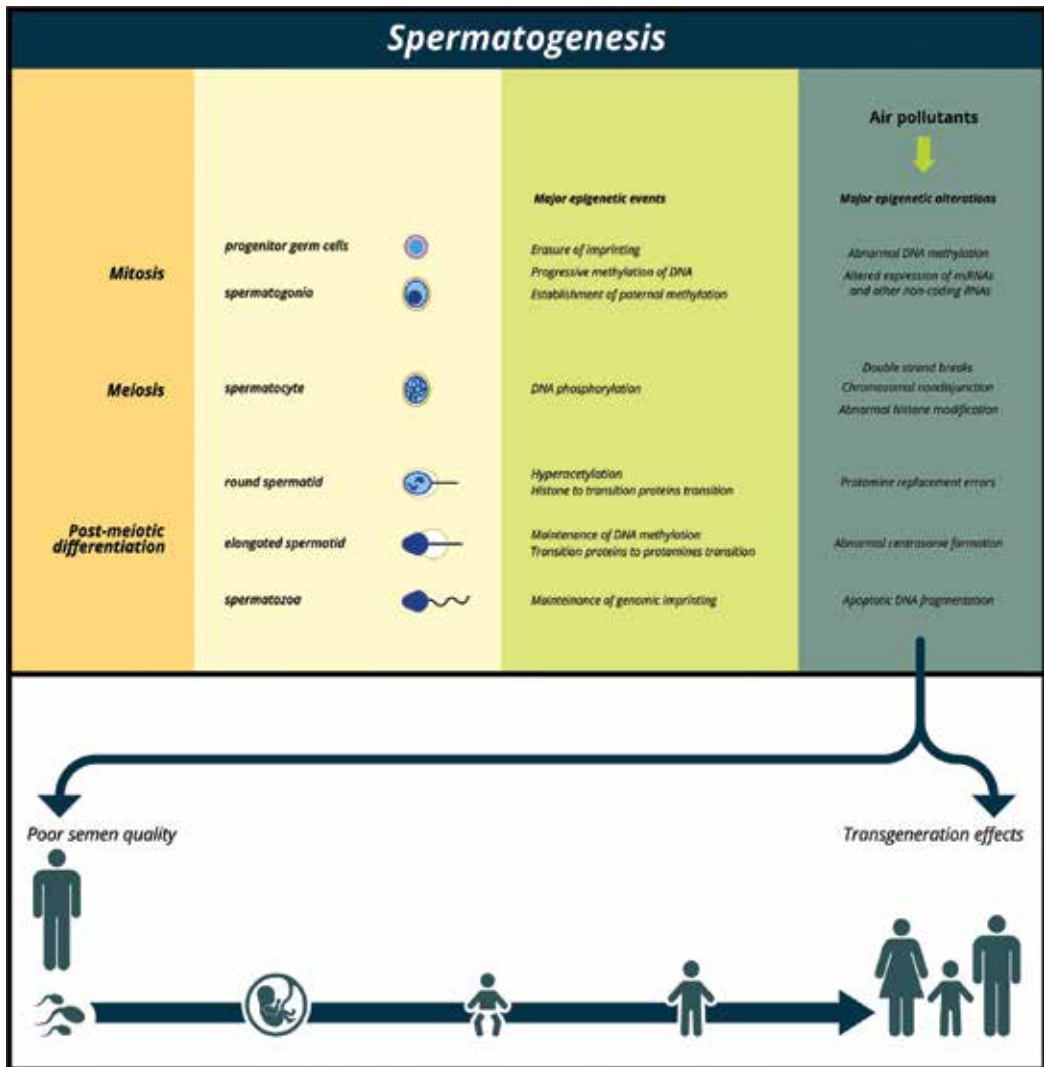 Spermatogenesis
Air pollutants
Major epigenetic events
Major epigenetic alterations
Mitosis
progenitor germ cells
spermatogonia
Erasure of imprinting
Progressive methylation of DNA
Establishment of paternal methylation
Abnormal DNA methylation
Altered expression of miRNAs
and other non-coding RNAs
Meiosis
spermatocyte
DNA phosphorylation
Double strand breaks
Chromosomal nondisjunction
Abnormal histone modification
Post-meiotic
differentiation
round spermatid
Hyperacetylation
Histone to transition proteins transition
Protamine replacement errors
elongated spermatid
Maintenance of DNA methylation
Transition proteins to protamines transition
Abnormal centrosome formation
spermatozoa
Mainteinance of genomic imprinting
Apoptotic DNA fragmentation
Poor semen quality
Transgeneration effects